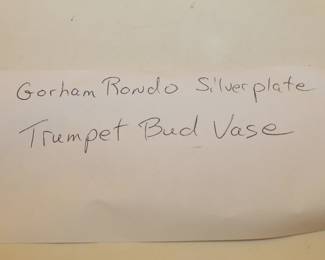 Gorham Rondo Silverplate
Trumpet Bud Vase